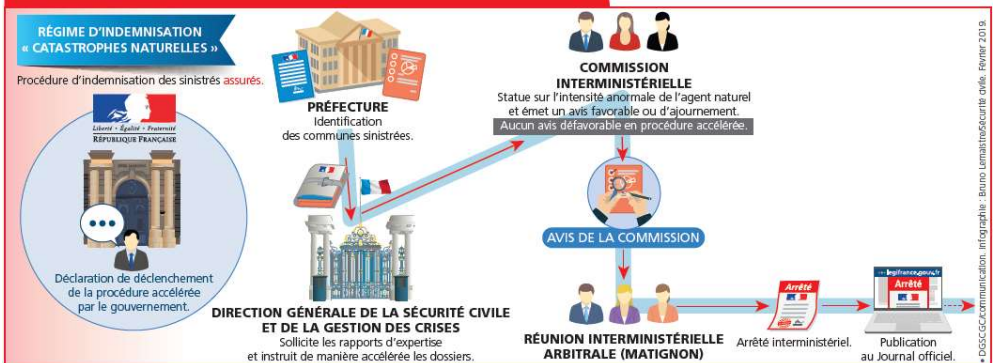 RÉGIME D'INDEMNISATION
« CATASTROPHES NATURELLES »
Procédure d'indemnisation des sinistrés assurés.
Liberté • Égalité • Fraternité
RÉPUBLIQUE FRANÇAISE
Déclaration de déclenchement
de la procédure accélérée
par le gouvernement.
PRÉFECTURE
Identification
des communes sinistrées.
DIRECTION GÉNÉRALE DE LA SÉCURITÉ CIVILE
ET DE LA GESTION DES CRISES
Sollicite les rapports d'expertise
et instruit de manière accélérée les dossiers.
COMMISSION
INTERMINISTÉRIELLE
Statue sur l'intensité anormale de l'agent naturel
et émet un avis favorable ou d'ajournement.
Aucun avis défavorable en procédure accélérée.
AVIS DE LA COMMISSION
RÉUNION INTERMINISTÉRIELLE
ARBITRALE (MATIGNON)
Arrêté
Arrêté interministériel.
legifrance.gouv.fr
Arrêté
Publication
au Journal officiel.
• DGSCGC/communication. Infographie : Bruno Lemaistre/Sécurité civile. Février 2019.